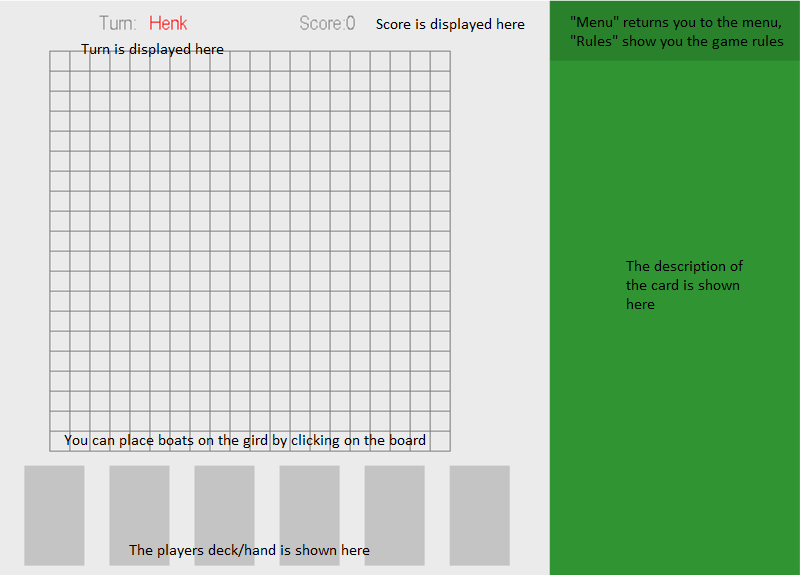 Turn: Henk
Score:0
Score is displayed here
"Menu" returns you to the menu,
"Rules" show you the game rules
Turn is displayed here
The description of
the card is shown
here
You can place boats on the gird by clicking on the board
The players deck/hand is shown here